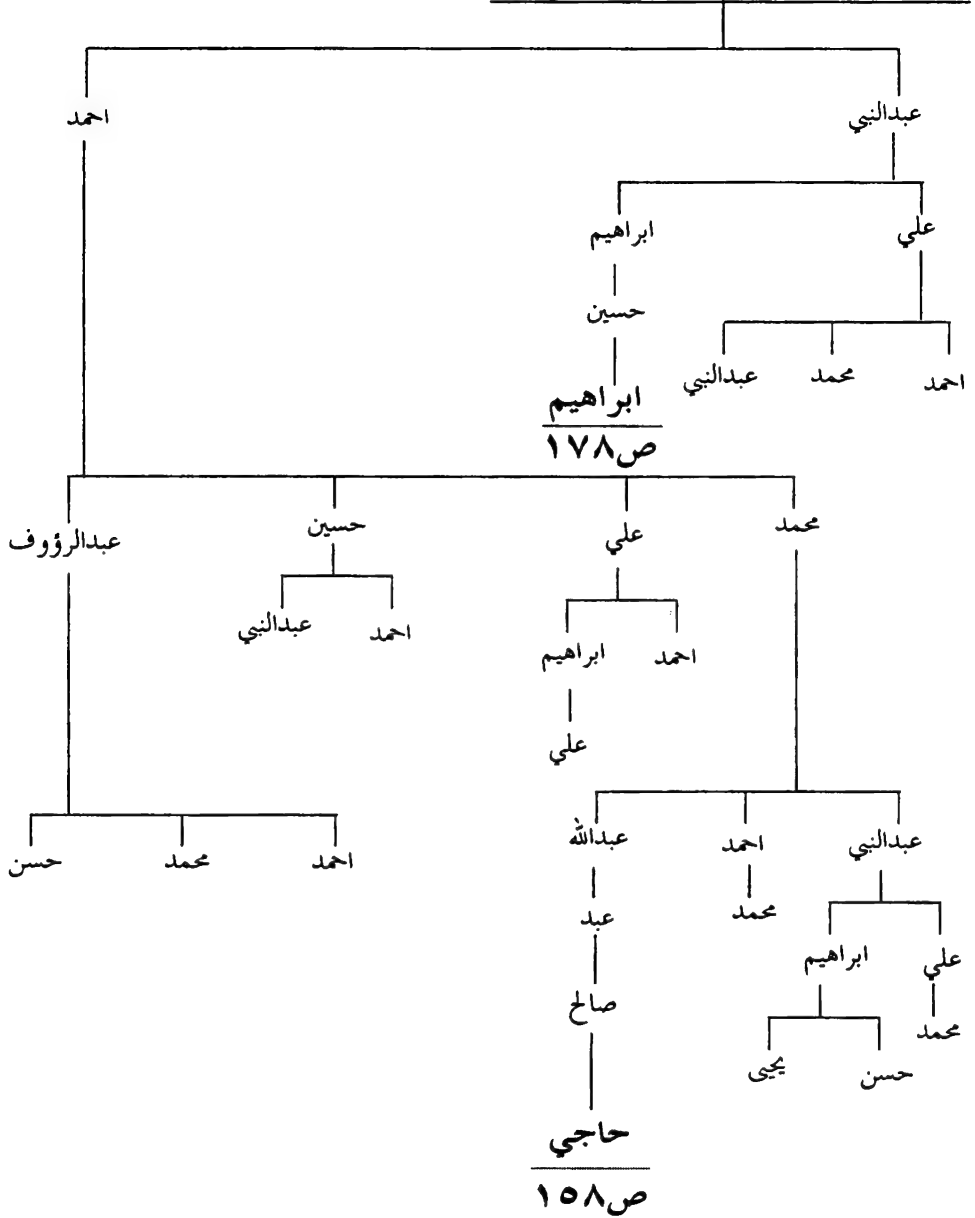 عبدالنبي احمد
علي ابراهيم
حسين
احمد محمد عبدالنبي
ابراهيم
ص١٧٨
محمد علي حسين عبدالرؤوف
احمد عبدالنبي
احمد ابراهيم
علي
عبدالنبي احمد عبدالله
احمد محمد حسن
محمد عبد
علي ابراهيم
صالح
محمد
حسن يحيى
حاجي
ص١٥٨